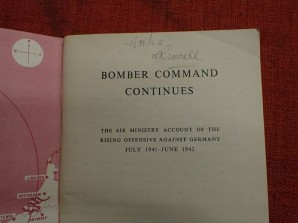 BOMBER COMMAND
CONTINUES
THE AIR MINISTRY ACCOUNT OF THE
RISING OFFENSIVE AGAINST GERMANY
JULY 1941–JUNE 1942